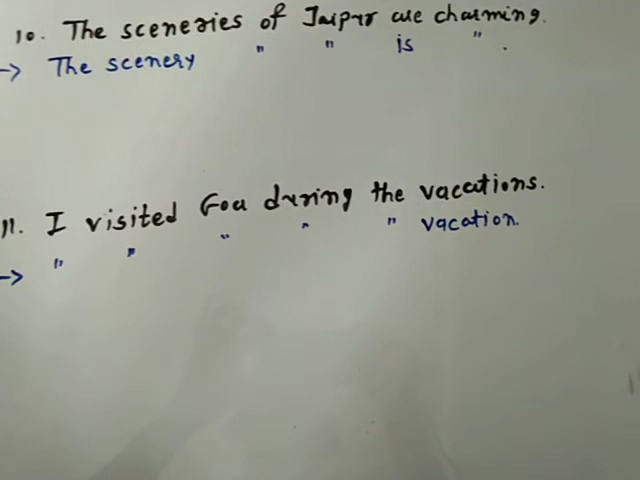 10. The sceneries of Jaipur are charming.
-> The scenery " " is " .
11. I visited Goa during the vacations.
-> " " " " " vacation.